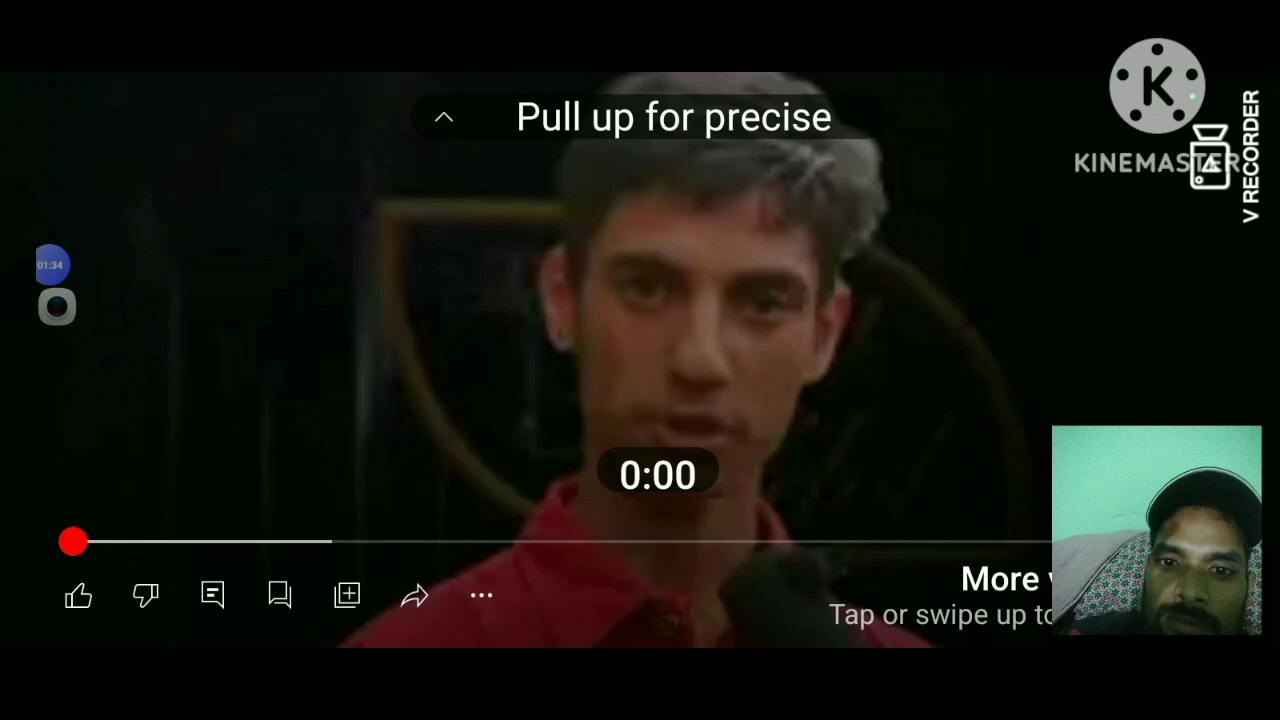 Pull up for precise
KINEMASTER
V RECORDER
01:34
0:00
More
Tap or swipe up to